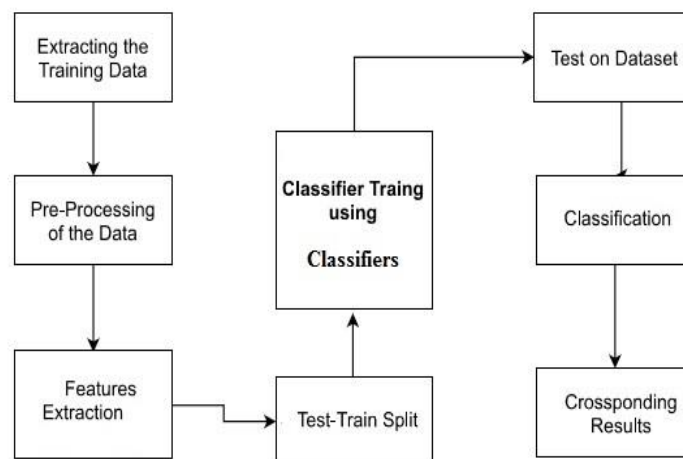 Extracting the
Training Data
Pre-Processing
of the Data
Features
Extraction
Test-Train Split
Classifier Traing
using
Classifiers
Test on Dataset
Classification
Crossponding
Results